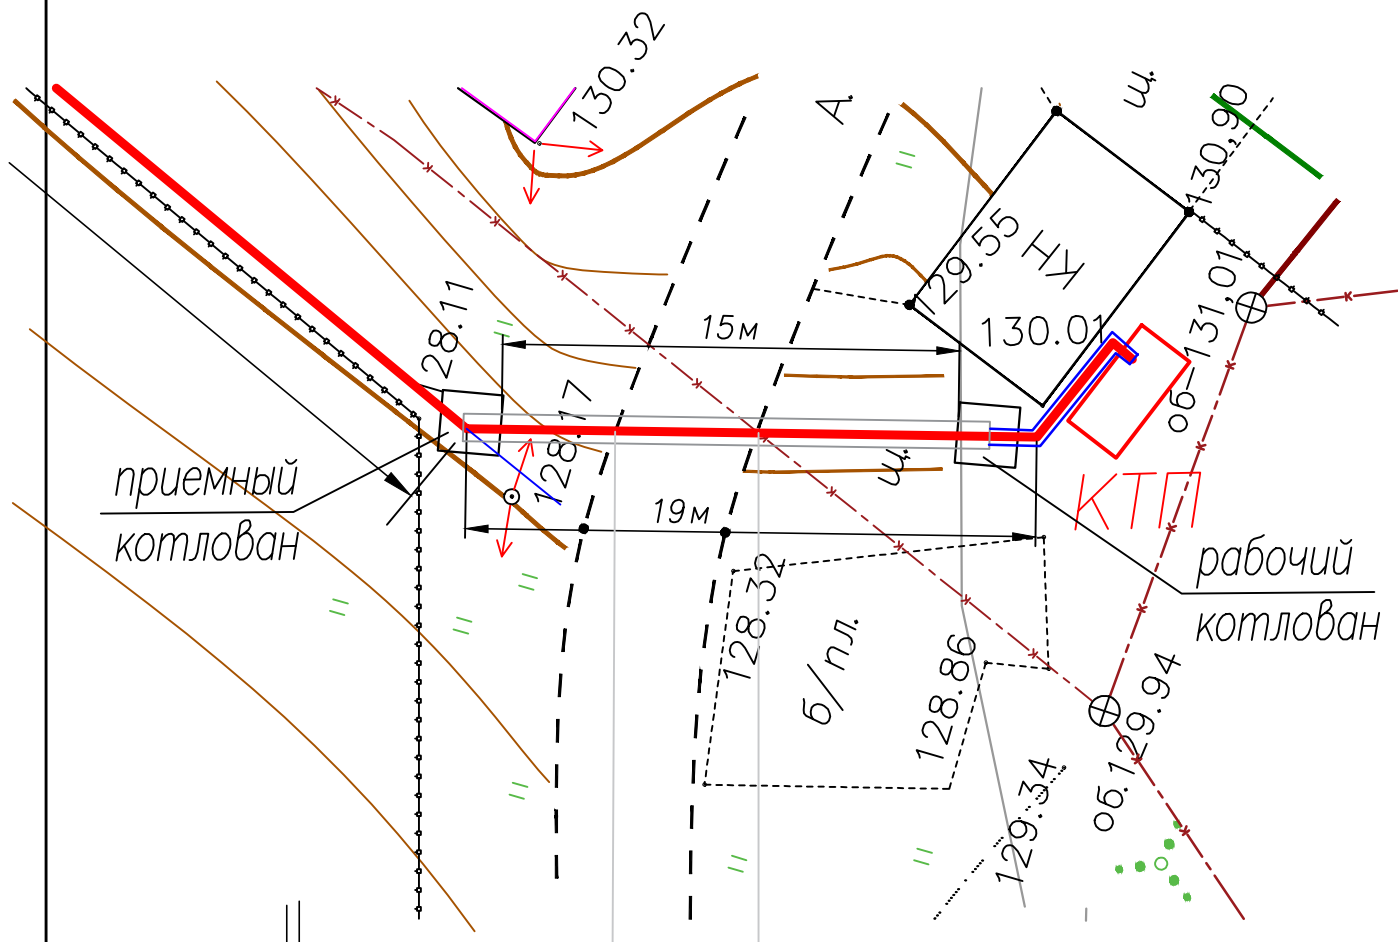 130.32
А.
щ.
130,90
129.55
НУ
28.11
130.01
об-131,01
15м
128.17
щ.
приемный
котлован
19м
КТП
рабочий
котлован
128.32
б/пл.
128.86
об.129.94
129.34